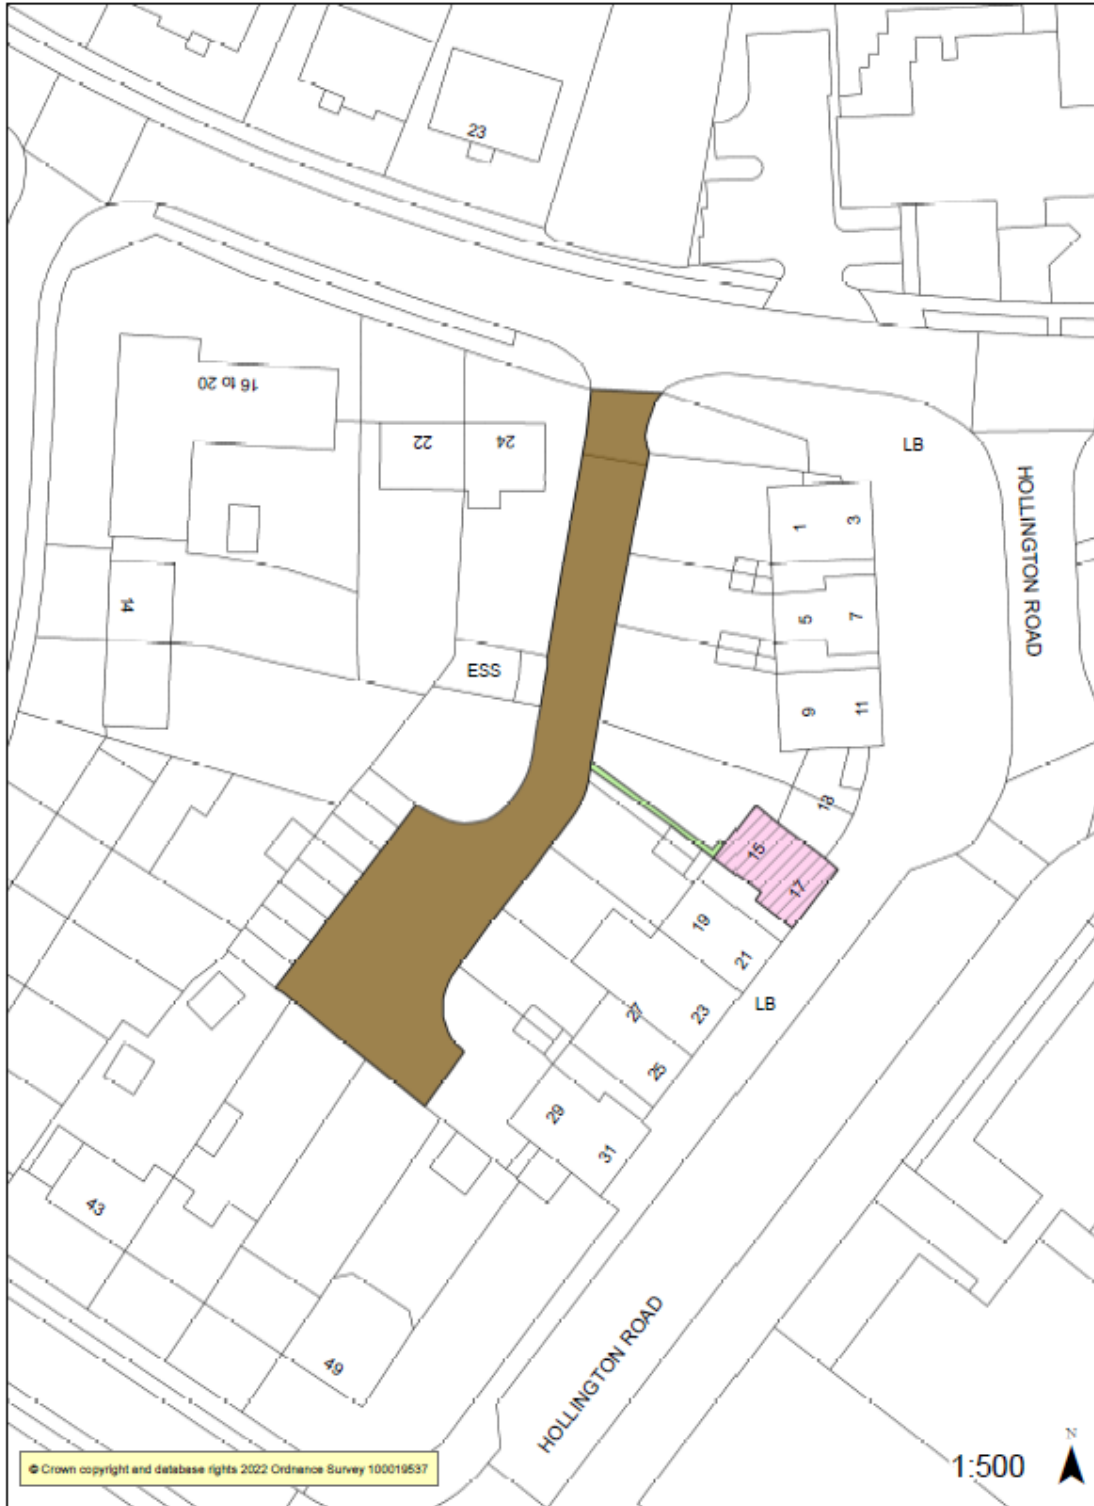 23
16 to 20
22
24
LB
HOLLINGTON ROAD
1
3
14
5
7
ESS
9
11
13
15
17
19
21
LB
27
23
25
29
31
43
49
HOLLINGTON ROAD
N
1:500
© Crown copyright and database rights 2022 Ordnance Survey 100019537